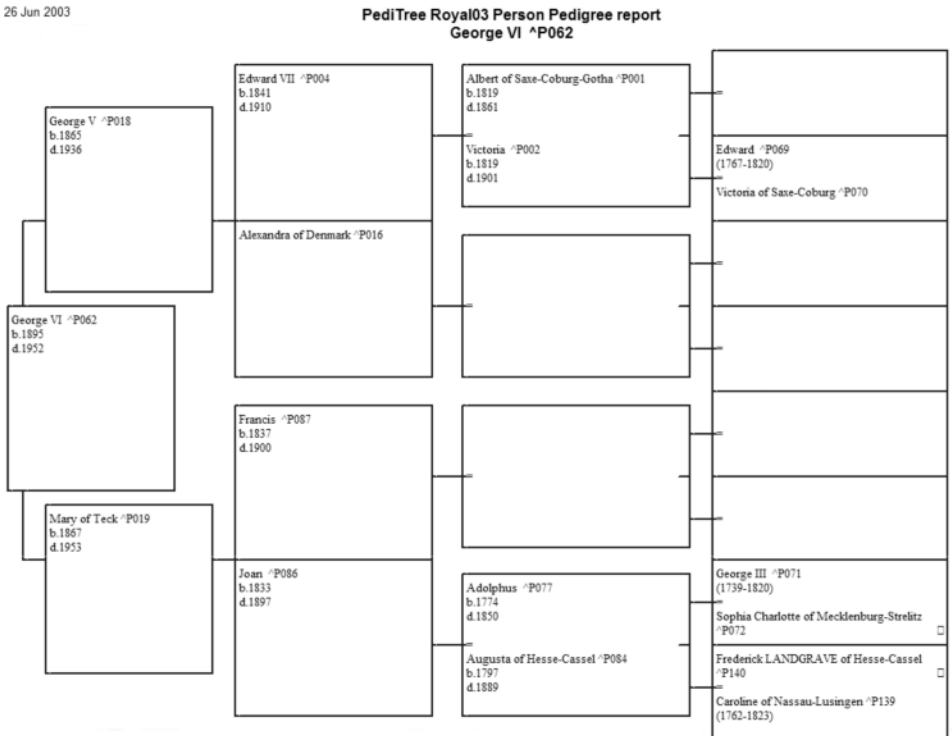 26 Jun 2003
PediTree Royal03 Person Pedigree report
George VI ^P062
George VI ^P062
b.1895
d.1952
George V ^P018
b.1865
d.1936
Mary of Teck ^P019
b.1867
d.1953
Edward VII ^P004
b.1841
d.1910
Alexandra of Denmark ^P016
Francis ^P087
b.1837
d.1900
Joan ^P086
b.1833
d.1897
Albert of Saxe-Coburg-Gotha ^P001
b.1819
d.1861
Victoria ^P002
b.1819
d.1901
Adolphus ^P077
b.1774
d.1850
Augusta of Hesse-Cassel ^P084
b.1797
d.1889
Edward ^P069
(1767-1820)
Victoria of Saxe-Coburg ^P070
George III ^P071
(1739-1820)
Sophia Charlotte of Mecklenburg-Strelitz
^P072
Frederick LANDGRAVE of Hesse-Cassel
^P140
Caroline of Nassau-Lusingen ^P139
(1762-1823)